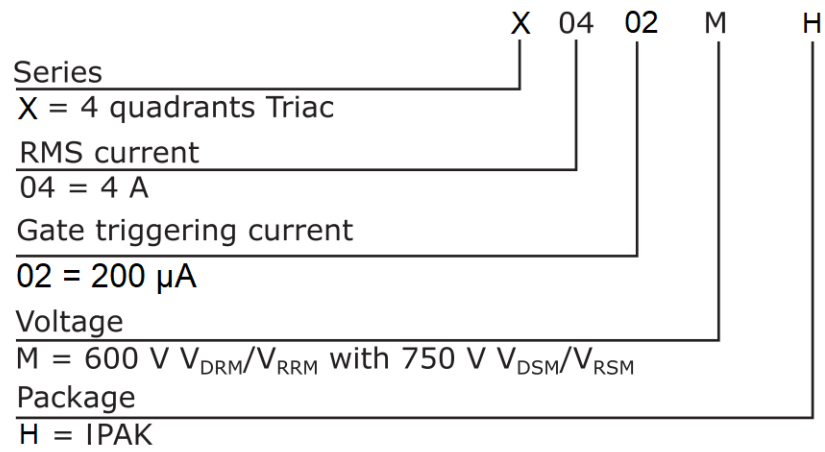 X 04 02 M H
Series
X = 4 quadrants Triac
RMS current
04 = 4 A
Gate triggering current
02 = 200 µA
Voltage
M = 600 V VDRM/VRRM with 750 V VDSM/VRSM
Package
H = IPAK